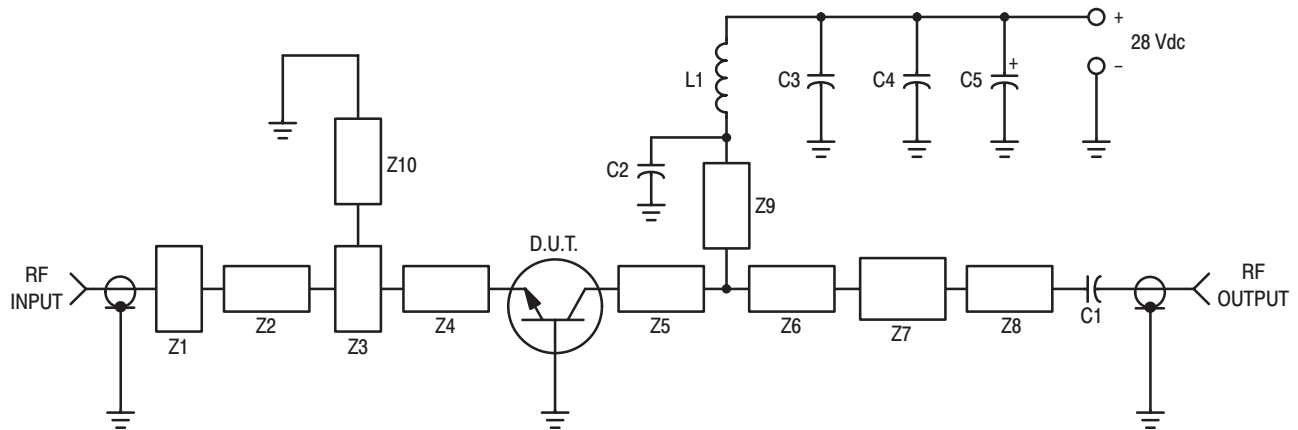 +
28 Vdc
–
L1
C3
C4
C5
+
Z10
C2
Z9
D.U.T.
RF
INPUT
RF
OUTPUT
Z1
Z2
Z3
Z4
Z5
Z6
Z7
Z8
C1